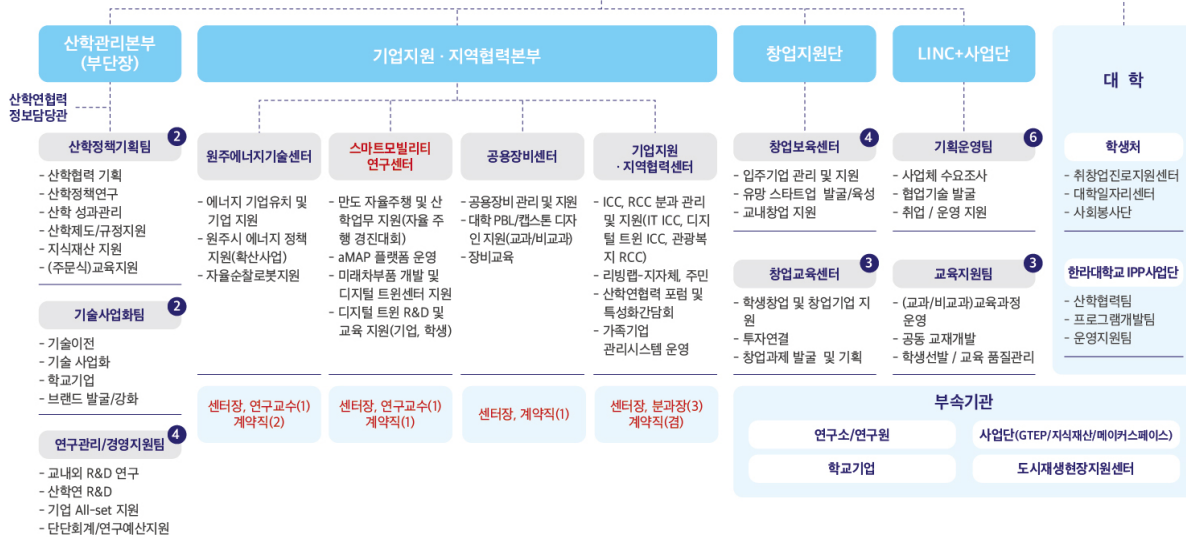 산학관리본부
(부단장)
산학연협력
정보담당관
산학정책기획팀
2
- 산학협력 기획
- 산학정책연구
- 산학 성과관리
- 산학제도/규정지원
- 지식재산 지원
- (주문식)교육지원
기술사업화팀
2
- 기술이전
- 기술 사업화
- 학교기업
- 브랜드 발굴/강화
연구관리/경영지원팀
4
- 교내외 R&D 연구
- 산학연 R&D
- 기업 All-set 지원
- 단단회계/연구예산지원
기업지원 · 지역협력본부
원주에너지기술센터
- 에너지 기업유치 및
기업 지원
- 원주시 에너지 정책
지원(확산사업)
- 자율순찰로봇지원
센터장, 연구교수(1)
계약직(2)
스마트모빌리티
연구센터
- 만도 자율주행 및 산
학업무 지원(자율 주
행 경진대회)
- aMAP 플랫폼 운영
- 미래차부품 개발 및
디지털 트윈센터 지원
- 디지털 트윈 R&D 및
교육 지원(기업, 학생)
센터장, 연구교수(1)
계약직(1)
공용장비센터
- 공용장비 관리 및 지원
- 대학 PBL/캡스톤 디자
인 지원(교과/비교과)
- 장비교육
센터장, 계약직(1)
기업지원
· 지역협력센터
- ICC, RCC 분과 관리
및 지원(IT ICC, 디지
털 트윈 ICC, 관광복
지 RCC)
- 리빙랩-지자체, 주민
- 산학연협력 포럼 및
특성화간담회
- 가족기업
관리시스템 운영
센터장, 분과장(3)
계약직(겸)
창업지원단
창업보육센터
4
- 입주기업 관리 및 지원
- 유망 스타트업 발굴/육성
- 교내창업 지원
창업교육센터
3
- 학생창업 및 창업기업 지
원
- 투자연결
- 창업과제 발굴 및 기획
LINC+사업단
기획운영팀
6
- 사업체 수요조사
- 협업기술 발굴
- 취업 / 운영 지원
교육지원팀
3
- (교과/비교과)교육과정
운영
- 공동 교재개발
- 학생선발 / 교육 품질관리
대 학
학생처
- 취창업진로지원센터
- 대학일자리센터
- 사회봉사단
한라대학교 IPP사업단
- 산학협력팀
- 프로그램개발팀
- 운영지원팀
부속기관
연구소/연구원
사업단(GTEP/지식재산/메이커스페이스)
학교기업
도시재생현장지원센터